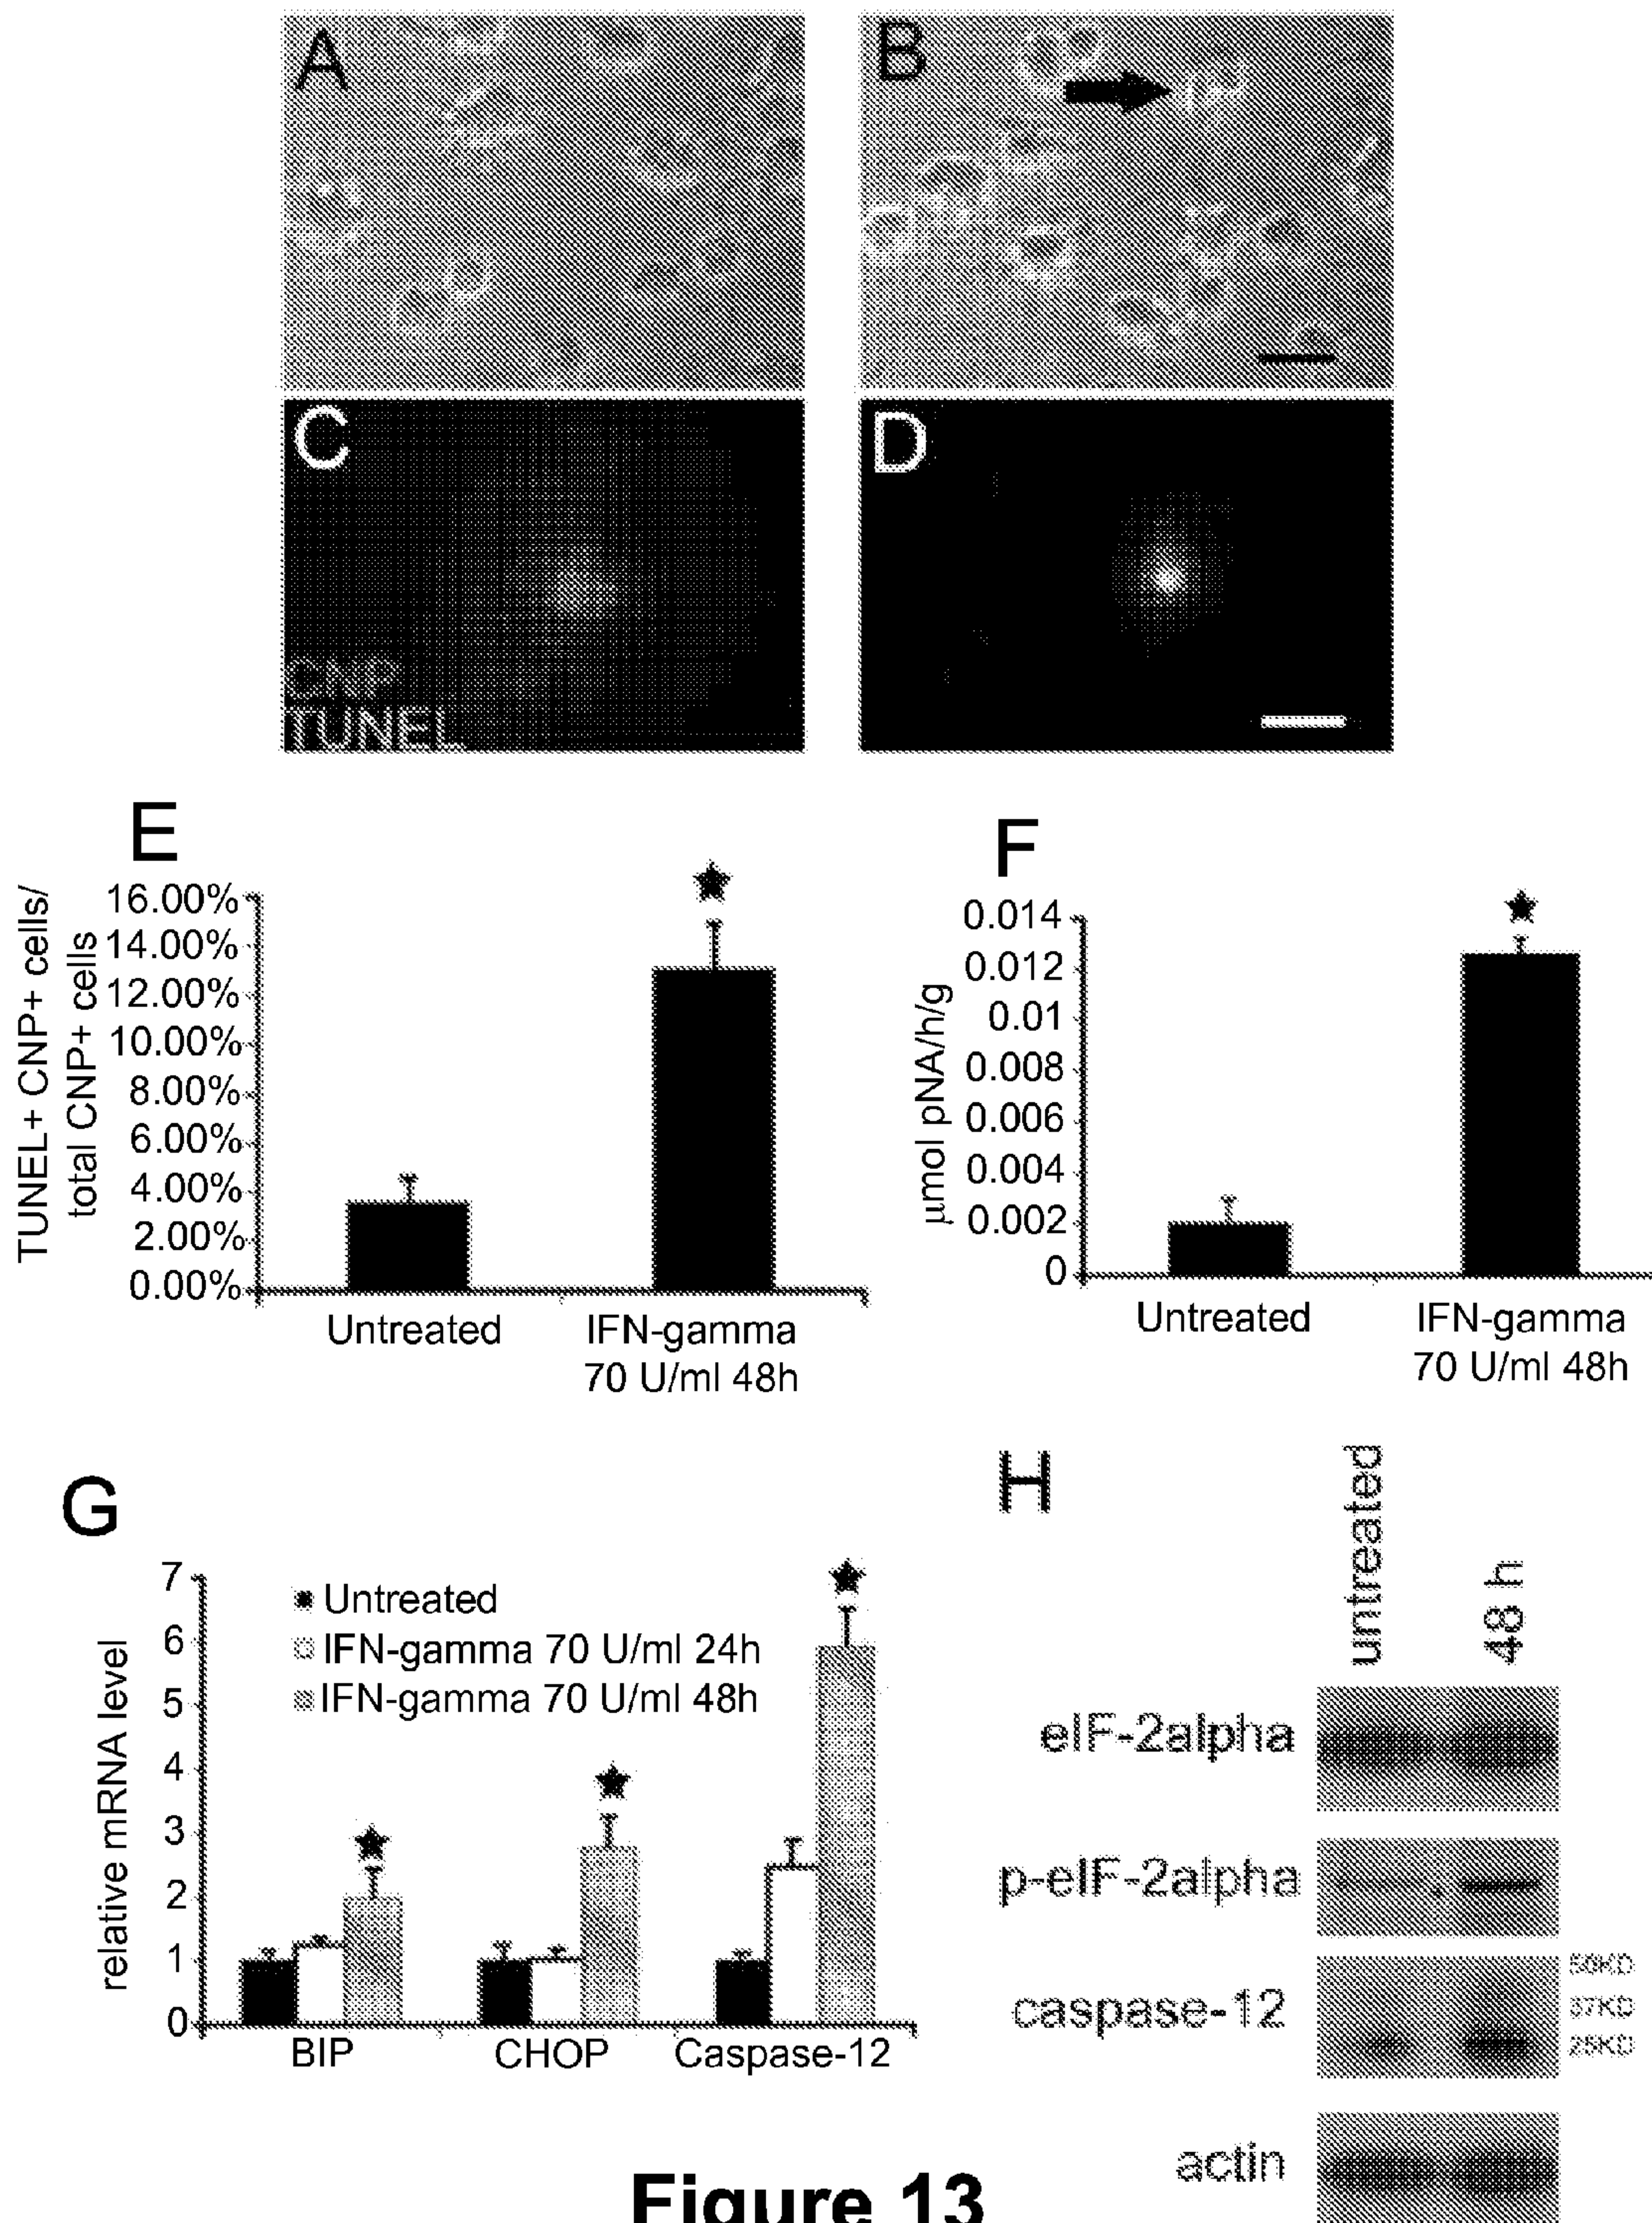 A
B
C
CNP
TUNEL
D
E
TUNEL+ CNP+ cells/
total CNP+ cells
16.00%
14.00%
12.00%
10.00%
8.00%
6.00%
4.00%
2.00%
0.00%
Untreated
IFN-gamma
70 U/ml 48h
F
μmol pNA/h/g
0.014
0.012
0.01
0.008
0.006
0.004
0.002
0
Untreated
IFN-gamma
70 U/ml 48h
G
relative mRNA level
7
6
5
4
3
2
1
0
Untreated
IFN-gamma 70 U/ml 24h
IFN-gamma 70 U/ml 48h
BIP
CHOP
Caspase-12
H
untreated
48 h
eIF-2alpha
p-eIF-2alpha
caspase-12
50KD
37KD
25KD
actin
Figure 13